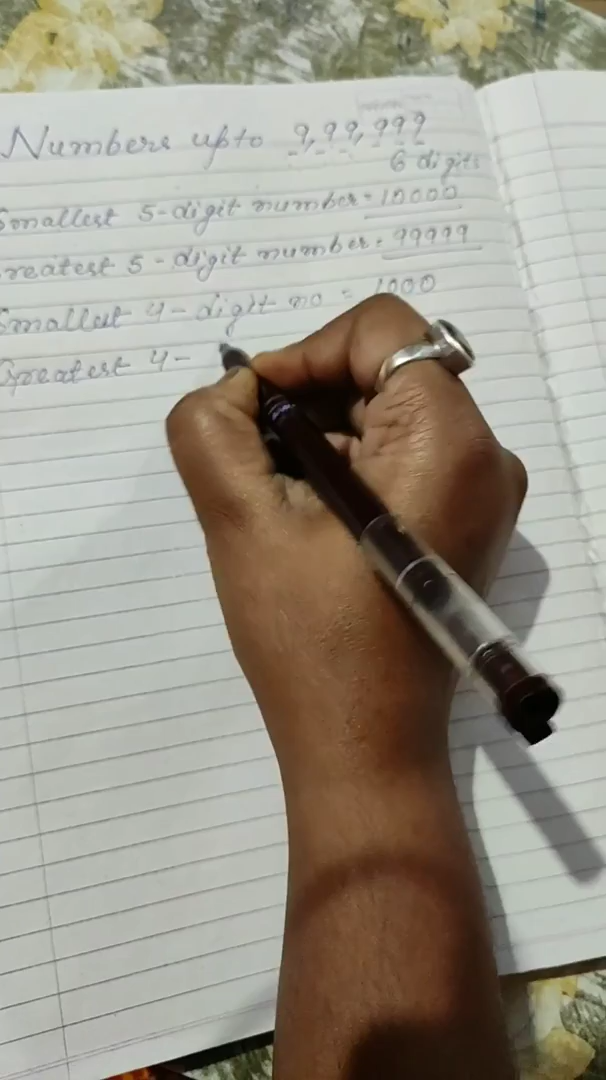 Numbers upto 9,99,999
6 digits
Smallest 5-digit number = 10000
Greatest 5-digit number = 99999
Smallest 4-digit no = 1000
Greatest 4-